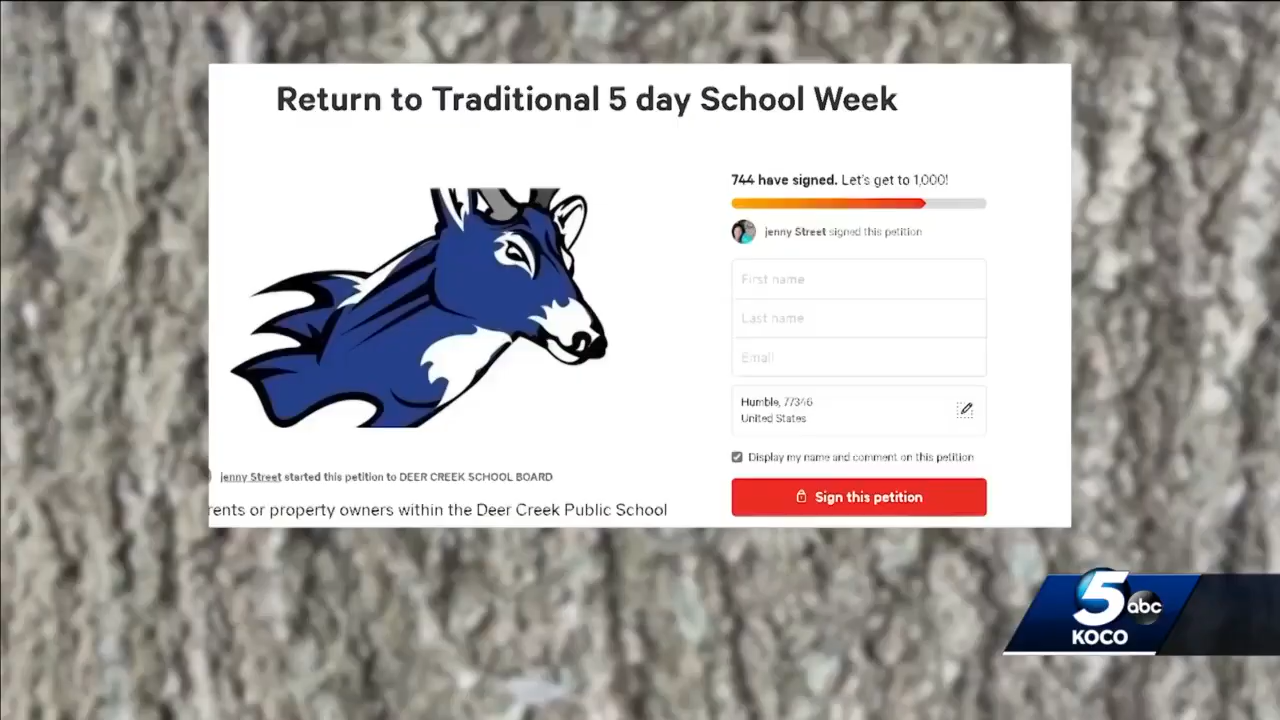 Return to Traditional 5 day School Week
744 have signed. Let's get to 1,000!
jenny Street signed this petition
First name
Last name
Email
Humble, 77346
United States
Display my name and comment on this petition
Sign this petition
jenny Street started this petition to DEER CREEK SCHOOL BOARD
rents or property owners within the Deer Creek Public School
5
abc
KOCO